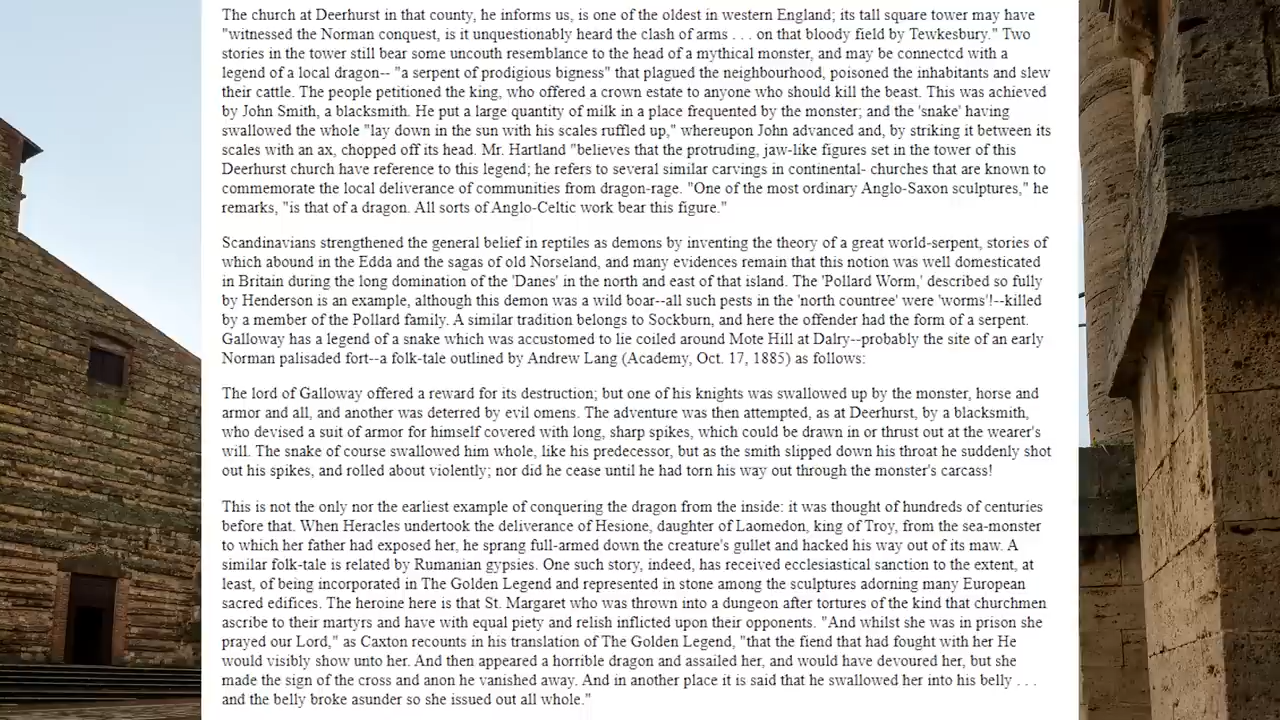 The church at Deerhurst in that county, he informs us, is one of the oldest in western England; its tall square tower may have
"witnessed the Norman conquest, is it unquestionably heard the clash of arms . . . on that bloody field by Tewkesbury." Two
stories in the tower still bear some uncouth resemblance to the head of a mythical monster, and may be connectcd with a
legend of a local dragon-- "a serpent of prodigious bigness" that plagued the neighbourhood, poisoned the inhabitants and slew
their cattle. The people petitioned the king, who offered a crown estate to anyone who should kill the beast. This was achieved
by John Smith, a blacksmith. He put a large quantity of milk in a place frequented by the monster; and the 'snake' having
swallowed the whole "lay down in the sun with his scales ruffled up," whereupon John advanced and, by striking it between its
scales with an ax, chopped off its head. Mr. Hartland "believes that the protruding, jaw-like figures set in the tower of this
Deerhurst church have reference to this legend; he refers to several similar carvings in continental- churches that are known to
commemorate the local deliverance of communities from dragon-rage. "One of the most ordinary Anglo-Saxon sculptures," he
remarks, "is that of a dragon. All sorts of Anglo-Celtic work bear this figure."
Scandinavians strengthened the general belief in reptiles as demons by inventing the theory of a great world-serpent, stories of
which abound in the Edda and the sagas of old Norseland, and many evidences remain that this notion was well domesticated
in Britain during the long domination of the 'Danes' in the north and east of that island. The 'Pollard Worm,' described so fully
by Henderson is an example, although this demon was a wild boar--all such pests in the 'north countree' were 'worms'!--killed
by a member of the Pollard family. A similar tradition belongs to Sockburn, and here the offender had the form of a serpent.
Galloway has a legend of a snake which was accustomed to lie coiled around Mote Hill at Dalry--probably the site of an early
Norman palisaded fort--a folk-tale outlined by Andrew Lang (Academy, Oct. 17, 1885) as follows:
The lord of Galloway offered a reward for its destruction; but one of his knights was swallowed up by the monster, horse and
armor and all, and another was deterred by evil omens. The adventure was then attempted, as at Deerhurst, by a blacksmith,
who devised a suit of armor for himself covered with long, sharp spikes, which could be drawn in or thrust out at the wearer's
will. The snake of course swallowed him whole, like his predecessor, but as the smith slipped down his throat he suddenly shot
out his spikes, and rolled about violently; nor did he cease until he had torn his way out through the monster's carcass!
This is not the only nor the earliest example of conquering the dragon from the inside: it was thought of hundreds of centuries
before that. When Heracles undertook the deliverance of Hesione, daughter of Laomedon, king of Troy, from the sea-monster
to which her father had exposed her, he sprang full-armed down the creature's gullet and hacked his way out of its maw. A
similar folk-tale is related by Rumanian gypsies. One such story, indeed, has received ecclesiastical sanction to the extent, at
least, of being incorporated in The Golden Legend and represented in stone among the sculptures adorning many European
sacred edifices. The heroine here is that St. Margaret who was thrown into a dungeon after tortures of the kind that churchmen
ascribe to their martyrs and have with equal piety and relish inflicted upon their opponents. "And whilst she was in prison she
prayed our Lord," as Caxton recounts in his translation of The Golden Legend, "that the fiend that had fought with her He
would visibly show unto her. And then appeared a horrible dragon and assailed her, and would have devoured her, but she
made the sign of the cross and anon he vanished away. And in another place it is said that he swallowed her into his belly . . .
and the belly broke asunder so she issued out all whole."